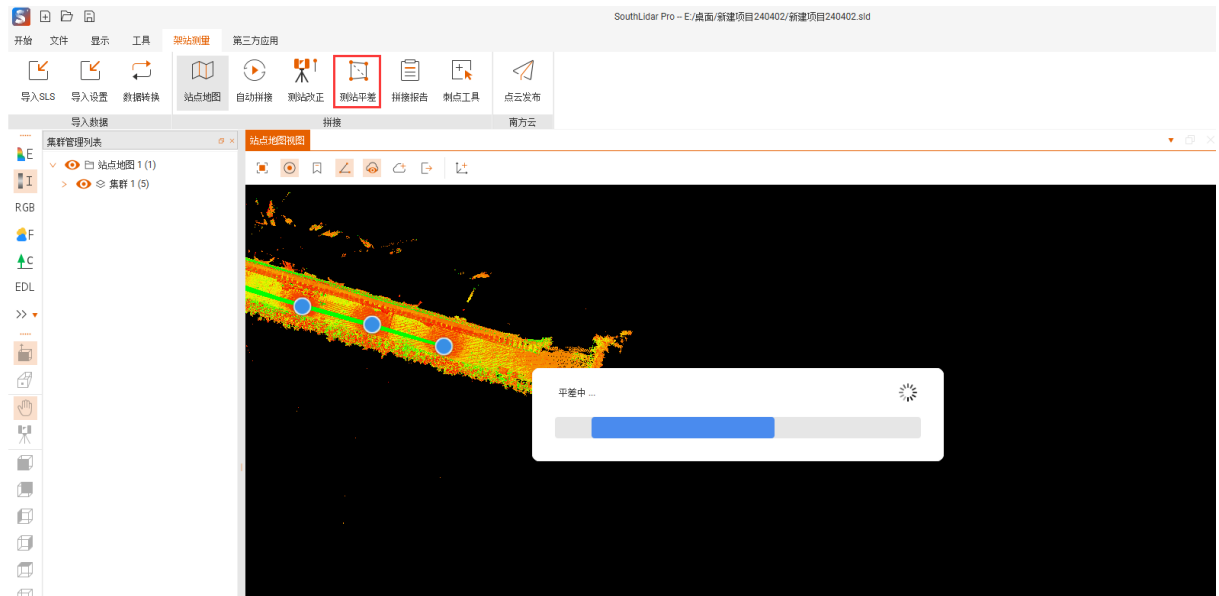 SouthLidar Pro -- E:/桌面/新建项目240402/新建项目240402.sld
开始 文件 显示 工具 架站测量 第三方应用
导入SLS 导入设置 数据转换 站点地图 自动拼接 测站改正 测站平差 拼接报告 刺点工具 点云发布
导入数据 拼接 南方云
集群管理列表
站点地图视图
站点地图 1 (1)
集群 1 (5)
E
I
RGB
F
C
EDL
平差中 ...